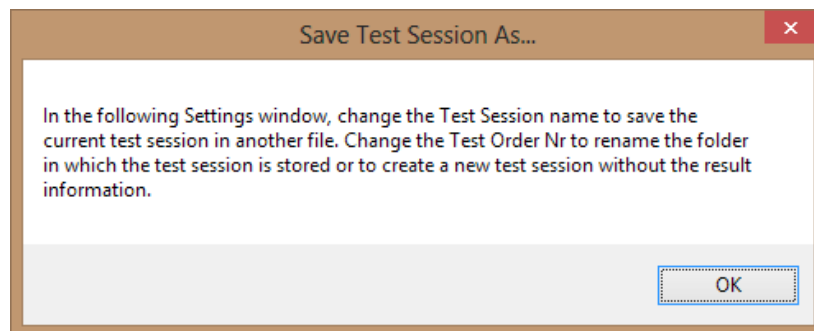 Save Test Session As...
In the following Settings window, change the Test Session name to save the
current test session in another file. Change the Test Order Nr to rename the folder
in which the test session is stored or to create a new test session without the result
information.
OK